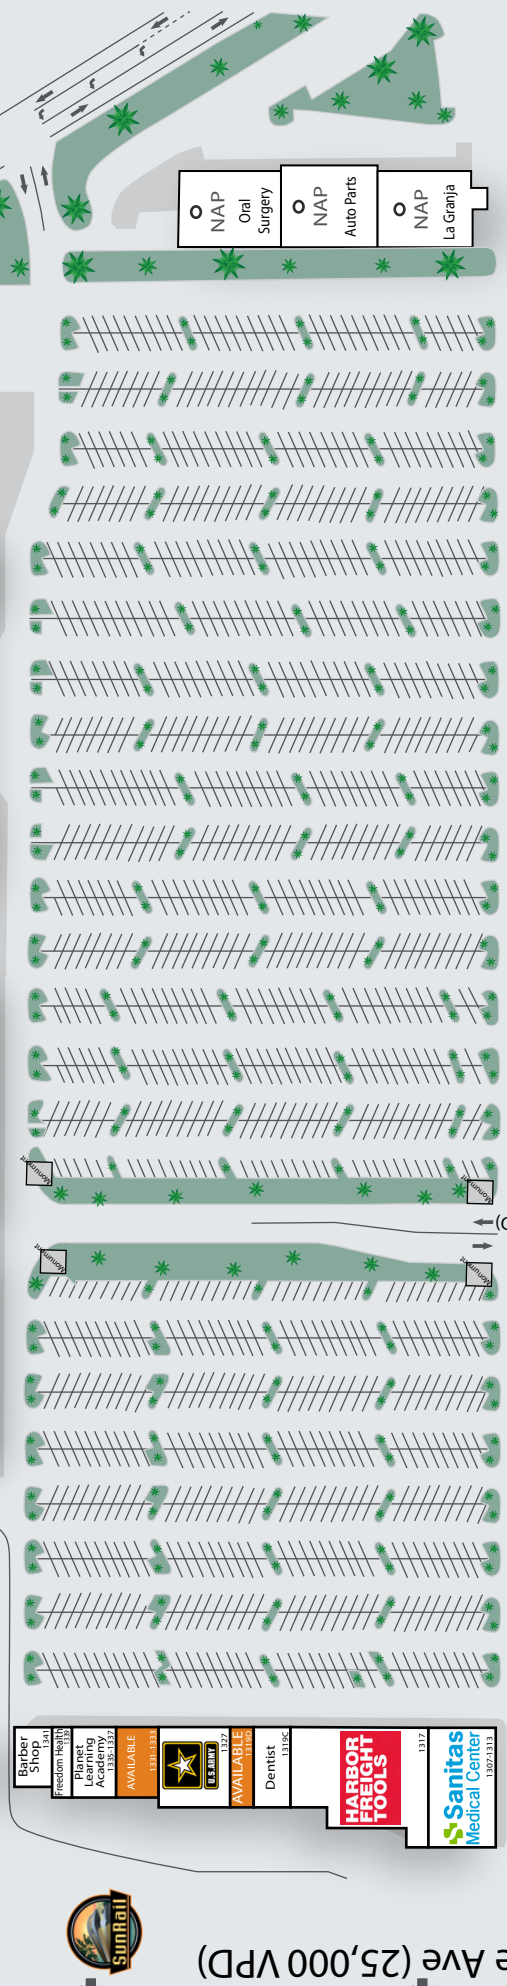 NAP
Oral
Surgery
NAP
Auto Parts
NAP
La Granja
Monument
Monument
Monument
Monument
Barber
Shop
1341
Freedom Health
1339
Planet
Learning
Academy
1335-1337
AVAILABLE
1331-1333
U.S.ARMY
1327
AVAILABLE
1319D
Dentist
1319C
HARBOR
FREIGHT
TOOLS
1317
Sanitas
Medical Center
1307-1313
SunRail
e Ave (25,000 VPD)